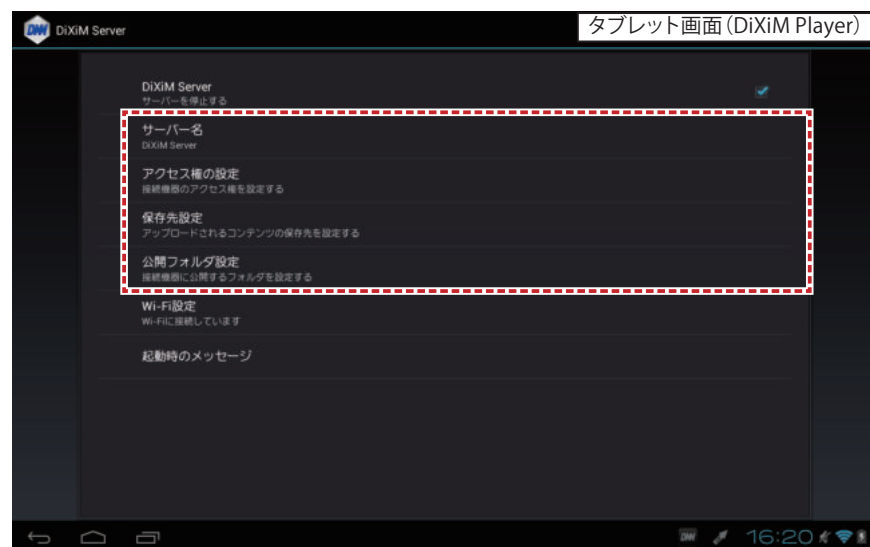 DiXiM Server
タブレット画面（DiXiM Player）
DiXiM Server
サーバーを停止する
サーバー名
DiXiM Server
アクセス権の設定
接続機器のアクセス権を設定する
保存先設定
アップロードされるコンテンツの保存先を設定する
公開フォルダ設定
接続機器に公開するフォルダを設定する
Wi-Fi設定
Wi-Fiに接続しています
起動時のメッセージ
16:20